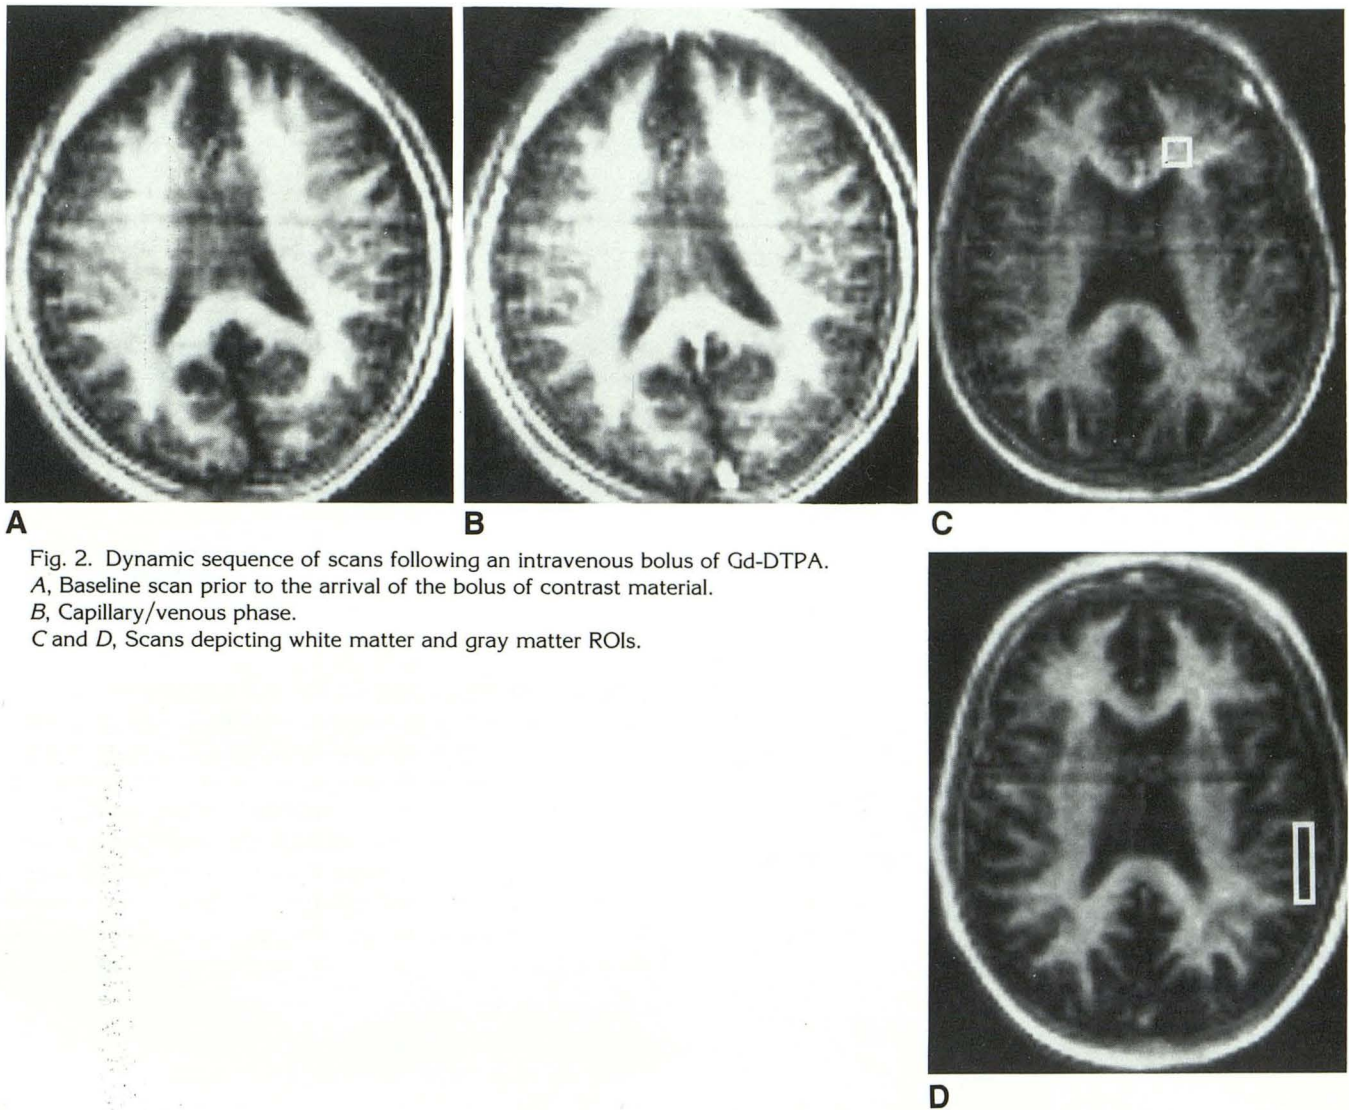 A
B
C
Fig. 2. Dynamic sequence of scans following an intravenous bolus of Gd-DTPA.
A, Baseline scan prior to the arrival of the bolus of contrast material.
B, Capillary/venous phase.
C and D, Scans depicting white matter and gray matter ROIs.
D